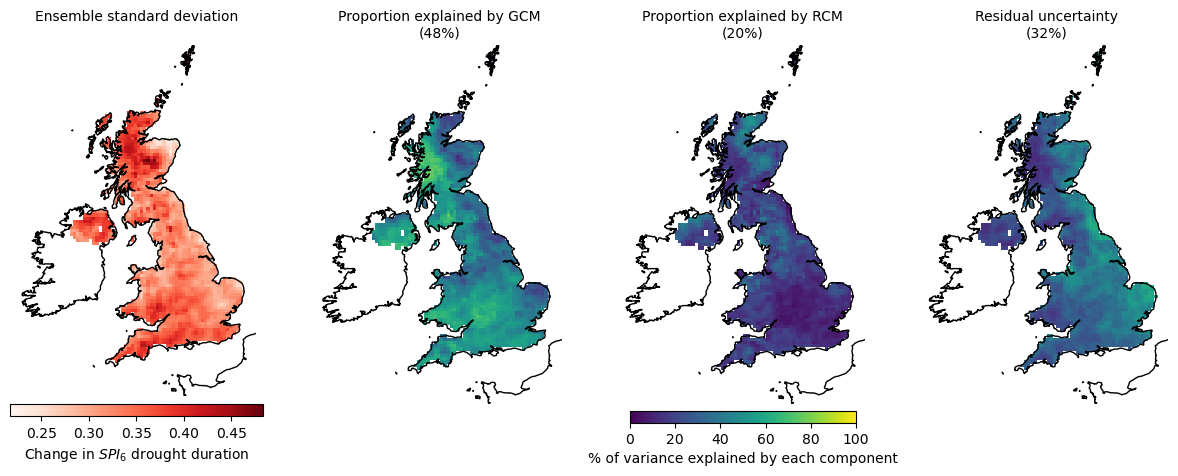 Ensemble standard deviation
Proportion explained by GCM
(48%)
Proportion explained by RCM
(20%)
Residual uncertainty
(32%)
0.25 0.30 0.35 0.40 0.45
Change in SPI₆ drought duration
0 20 40 60 80 100
% of variance explained by each component